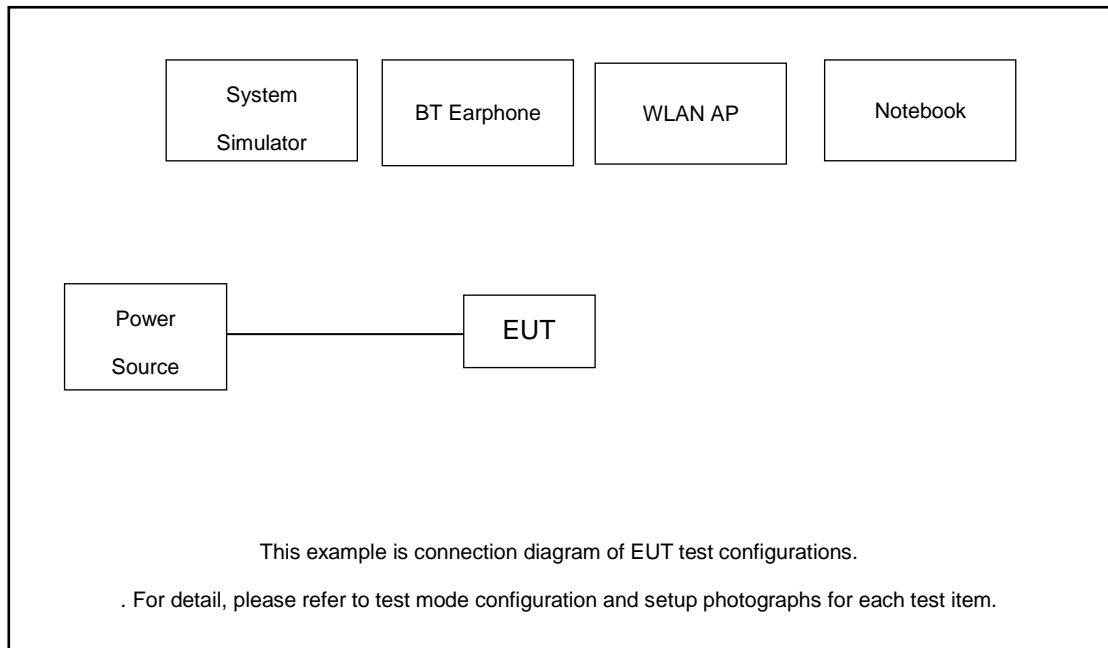 System
Simulator
BT Earphone
WLAN AP
Notebook
Power
Source
EUT
This example is connection diagram of EUT test configurations.
. For detail, please refer to test mode configuration and setup photographs for each test item.